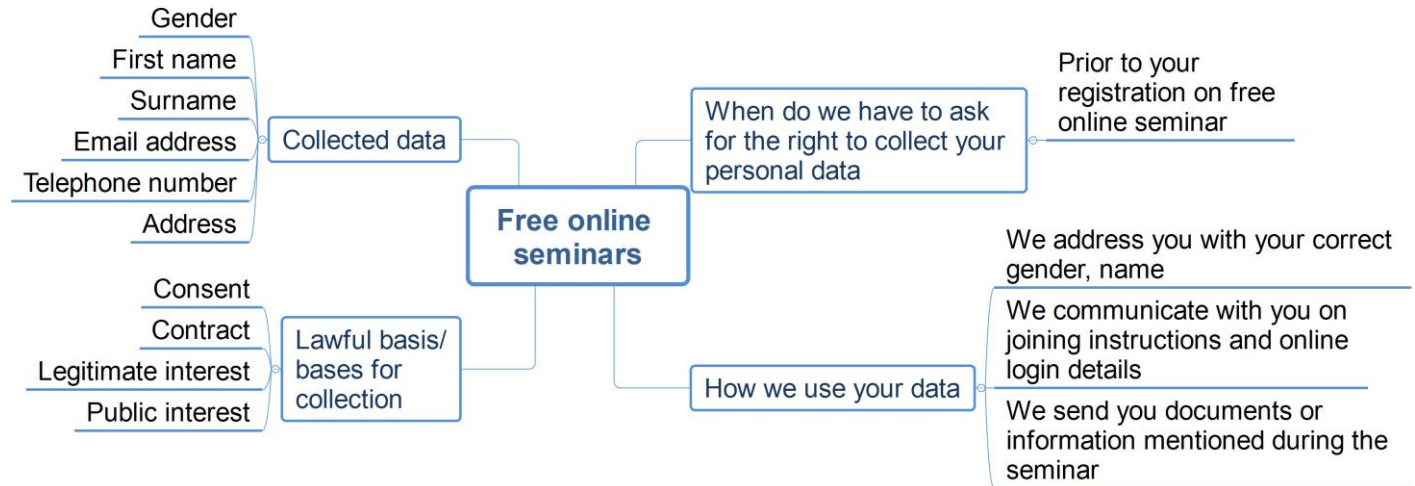 Gender
First name
Surname
Email address
Telephone number
Address
Collected data
Consent
Contract
Legitimate interest
Public interest
Lawful basis/
bases for
collection
Free online
seminars
When do we have to ask
for the right to collect your
personal data
Prior to your
registration on free
online seminar
How we use your data
We address you with your correct
gender, name
We communicate with you on
joining instructions and online
login details
We send you documents or
information mentioned during the
seminar